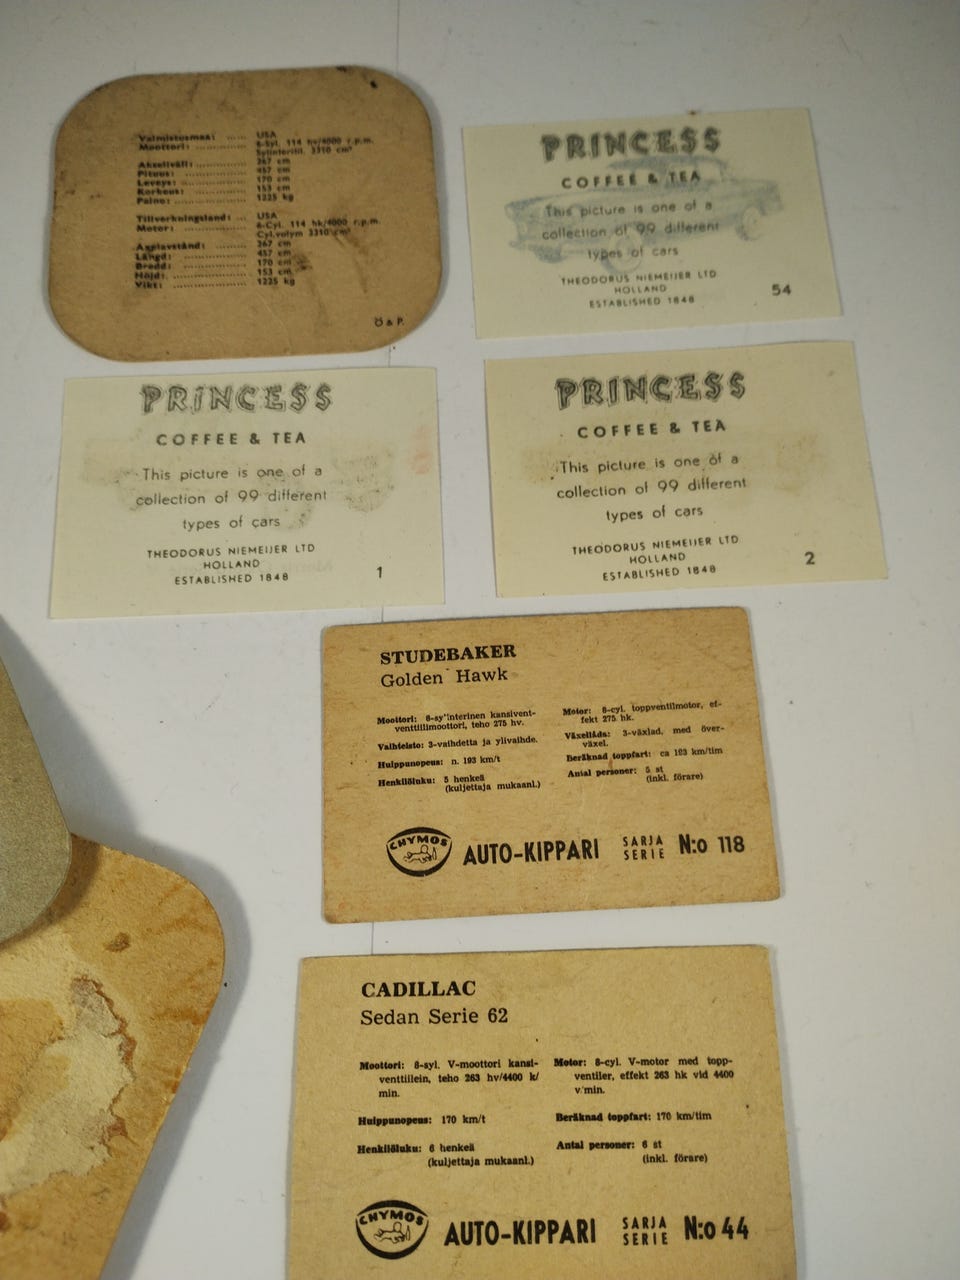 Valmistusmaa: ...... USA
Moottori: ................ 6-Syl. 114 hv/4000 r.p.m.
Sylinteritil. 3310 cm³
Akseliväli: .............. 267 cm
Pituus: .................... 457 cm
Leveys: ................... 170 cm
Korkeus: ................. 153 cm
Paino: ..................... 1225 kg
Tillverkningsland: ... USA
Motor: ................... 6-Cyl. 114 hk/4000 r.p.m.
Cyl.volym 3310 cm³
Axelavstånd: ......... 267 cm
Längd: ................... 457 cm
Bredd: ................... 170 cm
Höjd: ..................... 153 cm
Vikt: ...................... 1225 kg
Ö & P.
PRINCESS
COFFEE & TEA
This picture is one of a
collection of 99 different
types of cars
THEODORUS NIEMEIJER LTD
HOLLAND
ESTABLISHED 1848
54
PRINCESS
COFFEE & TEA
This picture is one of a
collection of 99 different
types of cars
THEODORUS NIEMEIJER LTD
HOLLAND
ESTABLISHED 1848
1
PRINCESS
COFFEE & TEA
This picture is one of a
collection of 99 different
types of cars
THEODORUS NIEMEIJER LTD
HOLLAND
ESTABLISHED 1848
2
STUDEBAKER
Golden Hawk
Moottori: 8-sylinterinen kansivent-
venttiilimoottori, teho 275 hv.
Vaihteisto: 3-vaihdetta ja ylivaihde.
Huippunopeus: n. 193 km/t
Henkilöluku: 5 henkeä
(kuljettaja mukaanl.)
Motor: 8-cyl. toppventilmotor, ef-
fekt 275 hk.
Växellåda: 3-växlad, med över-
växel.
Beräknad toppfart: ca 193 km/tim
Antal personer: 5 st
(inkl. förare)
CHYMOS
AUTO-KIPPARI
SARJA
SERIE
N:o 118
CADILLAC
Sedan Serie 62
Moottori: 8-syl. V-moottori kansi-
venttiilein, teho 263 hv/4400 k/
min.
Huippunopeus: 170 km/t
Henkilöluku: 6 henkeä
(kuljettaja mukaanl.)
Motor: 8-cyl. V-motor med topp-
ventiler, effekt 263 hk vid 4400
v/min.
Beräknad toppfart: 170 km/tim
Antal personer: 6 st
(inkl. förare)
CHYMOS
AUTO-KIPPARI
SARJA
SERIE
N:o 44